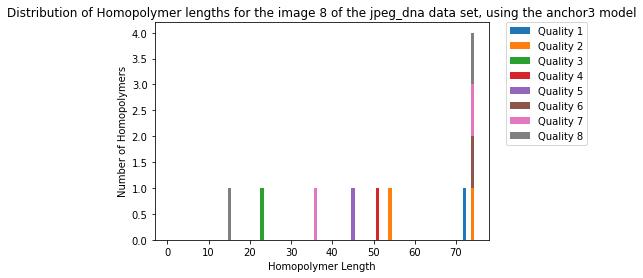 Distribution of Homopolymer lengths for the image 8 of the jpeg_dna data set, using the anchor3 model
Number of Homopolymers
4.0
3.5
3.0
2.5
2.0
1.5
1.0
0.5
0.0
0 10 20 30 40 50 60 70
Homopolymer Length
Quality 1
Quality 2
Quality 3
Quality 4
Quality 5
Quality 6
Quality 7
Quality 8